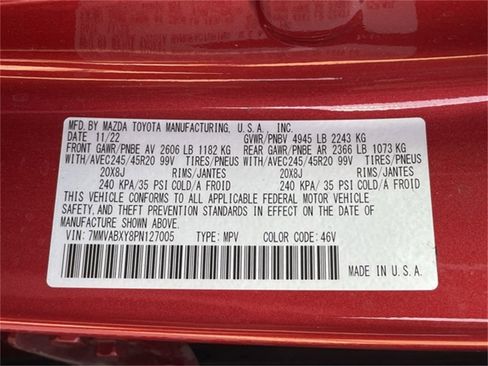 MFD. BY MAZDA TOYOTA MANUFACTURING, U.S.A., INC.
DATE 11/22 GVWR/PNBV 4945 LB 2243 KG
FRONT GAWR/PNBE AV 2606 LB 1182 KG REAR GAWR/PNBE AR 2366 LB 1073 KG
WITH/AVEC245/45R20 99V TIRES/PNEUS WITH/AVEC245/45R20 99V TIRES/PNEUS
20X8J RIMS/JANTES 20X8J RIMS/JANTES
240 KPA/ 35 PSI COLD/A FROID 240 KPA/ 35 PSI COLD/A FROID
THIS VEHICLE CONFORMS TO ALL APPLICABLE FEDERAL MOTOR VEHICLE
SAFETY, AND THEFT PREVENTION STANDARDS IN EFFECT ON THE DATE OF
MANUFACTURE SHOWN ABOVE.
VIN: 7MMVABXY8PN127005 TYPE: MPV COLOR CODE: 46V
MADE IN U.S.A.